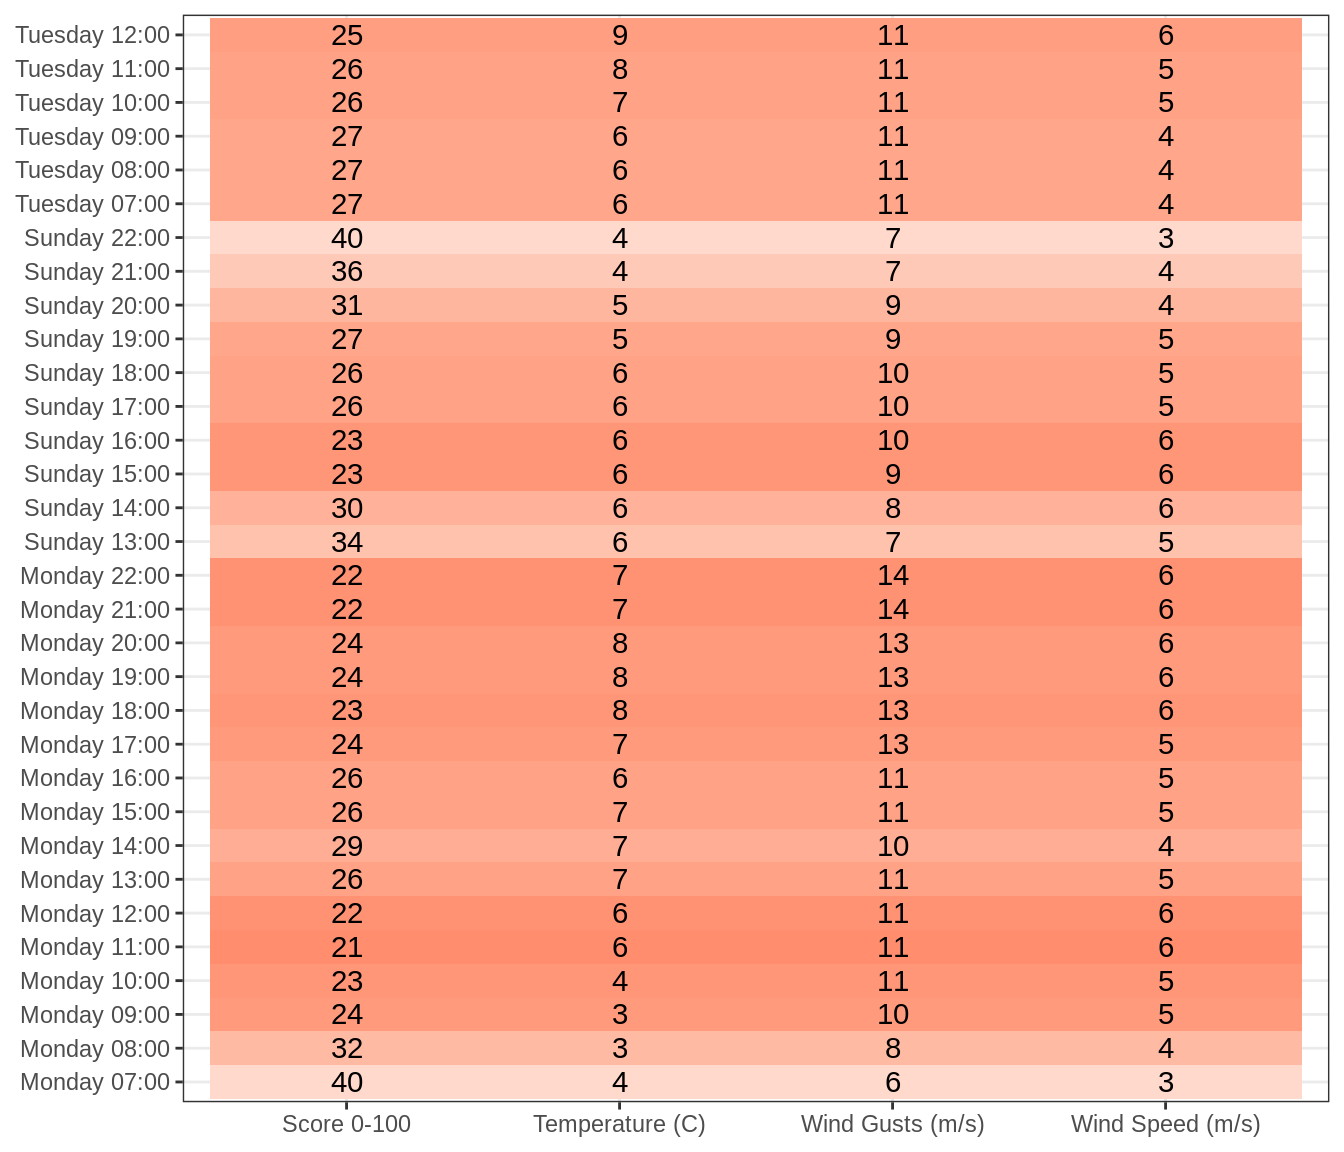 Tuesday 12:00 25 9 11 6
Tuesday 11:00 26 8 11 5
Tuesday 10:00 26 7 11 5
Tuesday 09:00 27 6 11 4
Tuesday 08:00 27 6 11 4
Tuesday 07:00 27 6 11 4
Sunday 22:00 40 4 7 3
Sunday 21:00 36 4 7 4
Sunday 20:00 31 5 9 4
Sunday 19:00 27 5 9 5
Sunday 18:00 26 6 10 5
Sunday 17:00 26 6 10 5
Sunday 16:00 23 6 10 6
Sunday 15:00 23 6 9 6
Sunday 14:00 30 6 8 6
Sunday 13:00 34 6 7 5
Monday 22:00 22 7 14 6
Monday 21:00 22 7 14 6
Monday 20:00 24 8 13 6
Monday 19:00 24 8 13 6
Monday 18:00 23 8 13 6
Monday 17:00 24 7 13 5
Monday 16:00 26 6 11 5
Monday 15:00 26 7 11 5
Monday 14:00 29 7 10 4
Monday 13:00 26 7 11 5
Monday 12:00 22 6 11 6
Monday 11:00 21 6 11 6
Monday 10:00 23 4 11 5
Monday 09:00 24 3 10 5
Monday 08:00 32 3 8 4
Monday 07:00 40 4 6 3
Score 0-100 Temperature (C) Wind Gusts (m/s) Wind Speed (m/s)